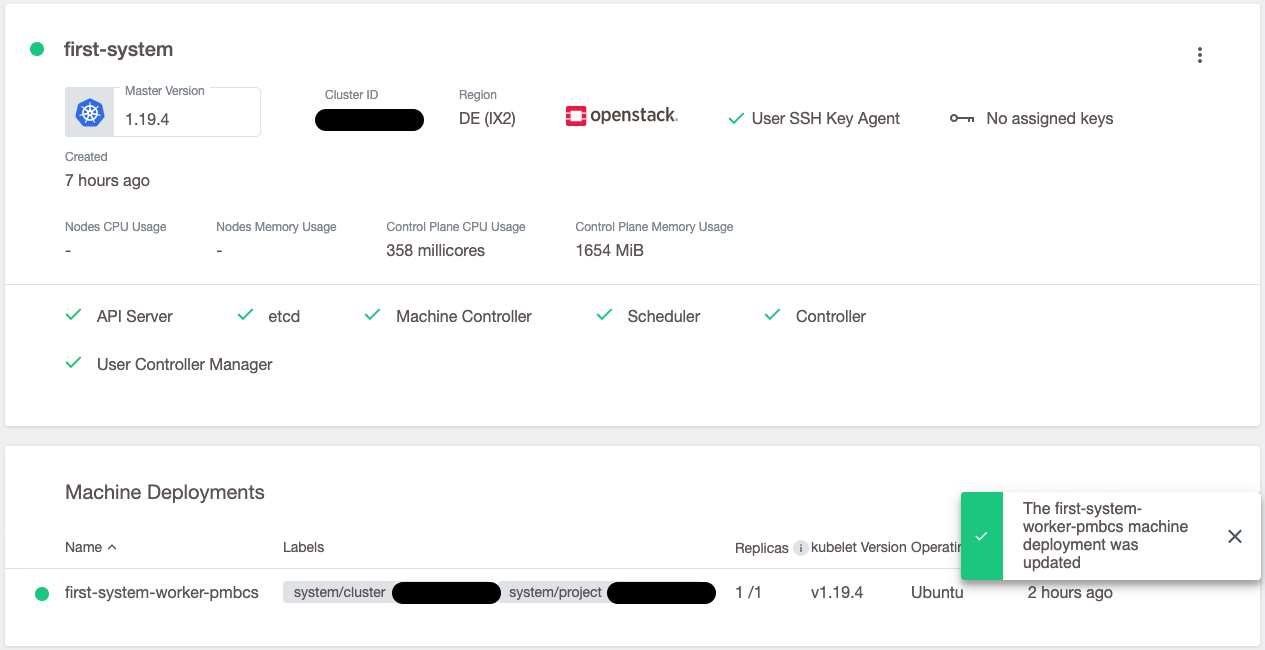 first-system
Master Version
1.19.4
Cluster ID
Region
DE (IX2)
openstack.
User SSH Key Agent
No assigned keys
Created
7 hours ago
Nodes CPU Usage
-
Nodes Memory Usage
-
Control Plane CPU Usage
358 millicores
Control Plane Memory Usage
1654 MiB
API Server
etcd
Machine Controller
Scheduler
Controller
User Controller Manager
Machine Deployments
The first-system-
worker-pmbcs machine
deployment was
updated
Name Labels Replicas i kubelet Version Operatin
first-system-worker-pmbcs system/cluster system/project 1 /1 v1.19.4 Ubuntu 2 hours ago